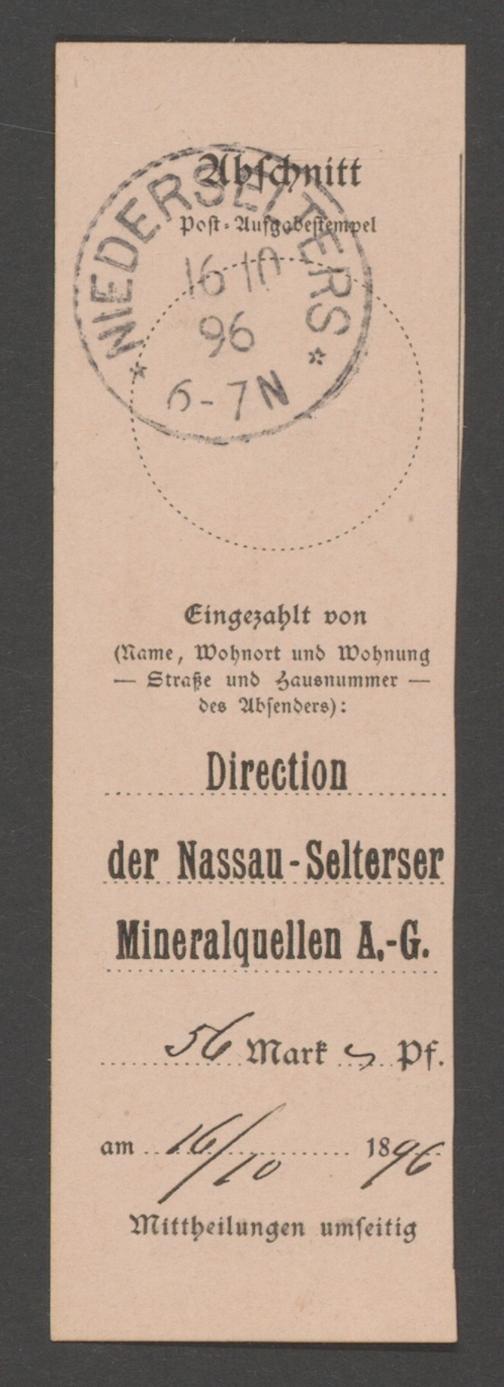 Abschnitt
Post-Aufgabestempel
NIEDERSELTERS
16 10
96
* 6-7N *
Eingezahlt von
(Name, Wohnort und Wohnung
— Straße und Hausnummer —
des Absenders):
Direction
der Nassau-Selterser
Mineralquellen A.-G.
56 Mark Pf.
am 16/10 1896
Mittheilungen umseitig